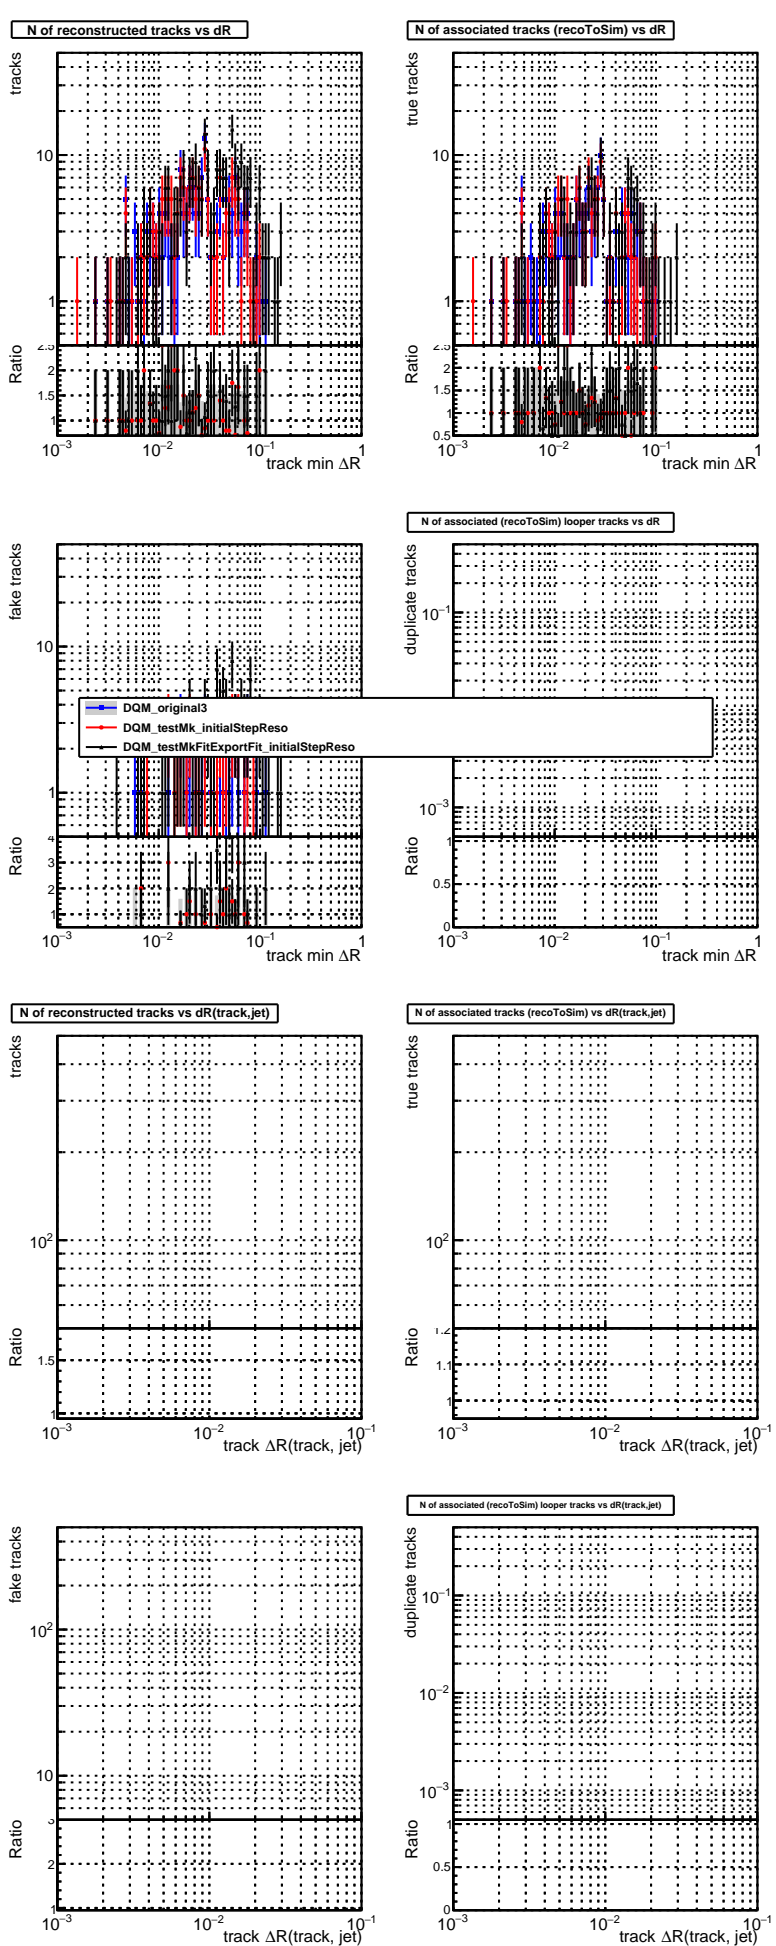 N of reconstructed tracks vs dR
tracks
10
1
Ratio
2.5
2
1.5
1
10−3 10−2 10−1 1
track min ΔR
N of associated tracks (recoToSim) vs dR
true tracks
10
1
Ratio
2.5
2
1.5
1
0.5
10−3 10−2 10−1 1
track min ΔR
fake tracks
10
1
Ratio
4
3
2
1
10−3 10−2 10−1 1
track min ΔR
N of associated (recoToSim) looper tracks vs dR
duplicate tracks
10−1
10−3
Ratio
1
0.5
0
10−3 10−2 10−1 1
track min ΔR
DQM_original3
DQM_testMk_initialStepReso
DQM_testMkFitExportFit_initialStepReso
N of reconstructed tracks vs dR(track,jet)
tracks
102
Ratio
1.5
1
10−3 10−2 10−1
track ΔR(track, jet)
N of associated tracks (recoToSim) vs dR(track,jet)
true tracks
102
Ratio
1.2
1.1
1
10−3 10−2 10−1
track ΔR(track, jet)
fake tracks
102
10
Ratio
3
2
1
10−3 10−2 10−1
track ΔR(track, jet)
N of associated (recoToSim) looper tracks vs dR(track,jet)
duplicate tracks
10−1
10−2
10−3
Ratio
1
0.5
0
10−3 10−2 10−1
track ΔR(track, jet)